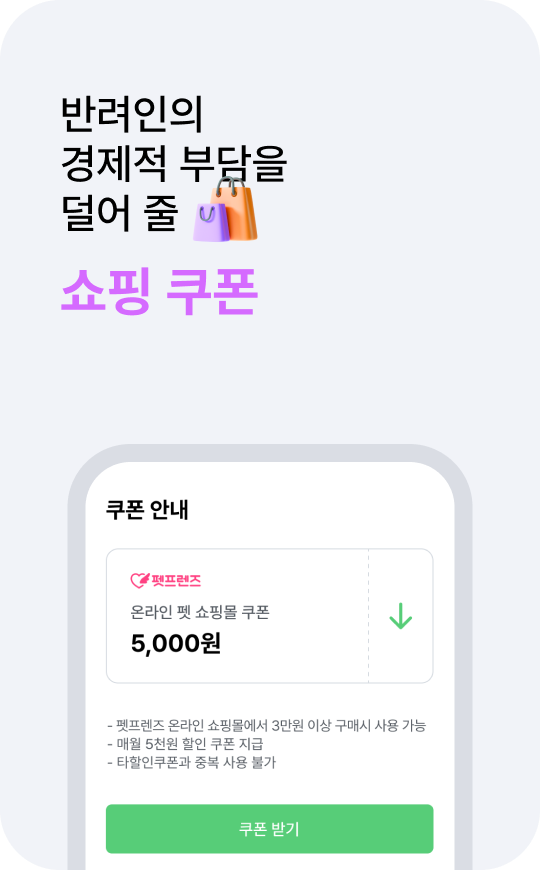 반려인의
경제적 부담을
덜어 줄
쇼핑 쿠폰
쿠폰 안내
펫프렌즈
온라인 펫 쇼핑몰 쿠폰
5,000원
- 펫프렌즈 온라인 쇼핑몰에서 3만원 이상 구매시 사용 가능
- 매월 5천원 할인 쿠폰 지급
- 타할인쿠폰과 중복 사용 불가
쿠폰 받기